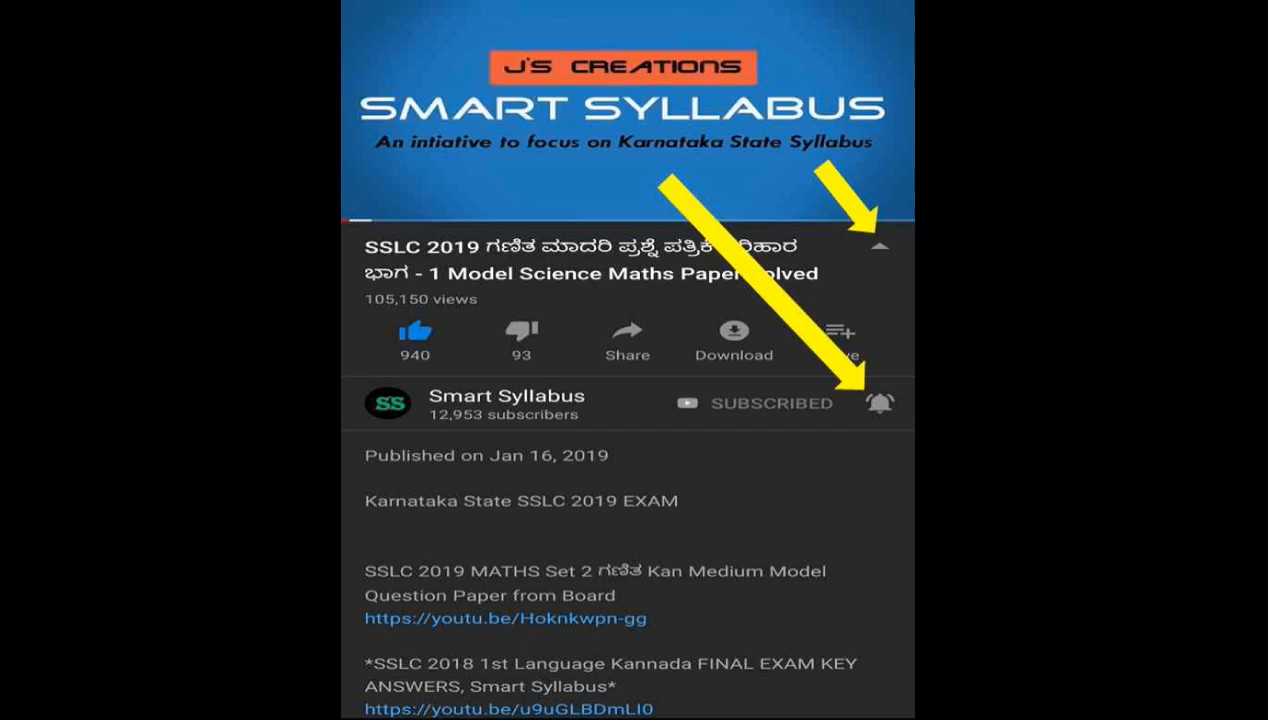 J'S CREATIONS
SMART SYLLABUS
An intiative to focus on Karnataka State Syllabus
SSLC 2019 ಗಣಿತ ಮಾದರಿ ಪ್ರಶ್ನೆ
ಭಾಗ - 1 Model Science Maths
105,150 views
940 93 Share Download
Smart Syllabus
SUBSCRIBED
12,953 subscribers
Published on Jan 16, 2019
Karnataka State SSLC 2019 EXAM
SSLC 2019 MATHS Set 2 ಗಣಿತ Kan Medium Model
Question Paper from Board
https://youtu.be/Hoknkwpn-gg
*SSLC 2018 1st Language Kannada FINAL EXAM KEY
ANSWERS, Smart Syllabus*
https://youtu.be/u9uGLBDmLI0